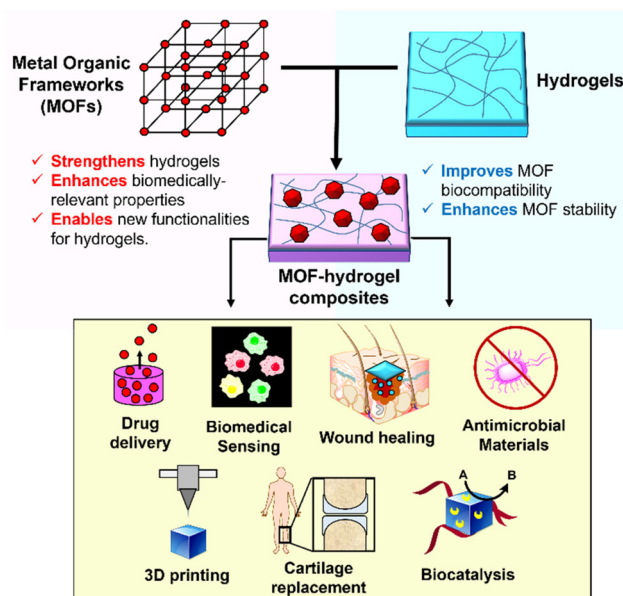 Metal Organic
Frameworks
(MOFs)
Hydrogels
✓ Strengthens hydrogels
✓ Enhances biomedically-
relevant properties
✓ Enables new functionalities
for hydrogels.
✓ Improves MOF
biocompatibility
✓ Enhances MOF stability
MOF-hydrogel
composites
Drug
delivery
Biomedical
Sensing
Wound healing
Antimicrobial
Materials
3D printing
Cartilage
replacement
A
B
Biocatalysis